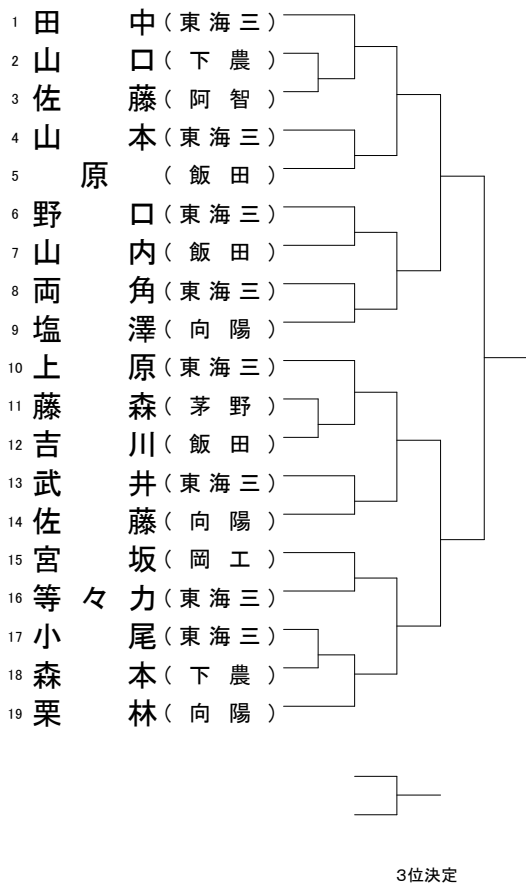 1 田中(東海三)
2 山口(下農)
3 佐藤(阿智)
4 山本(東海三)
5 原(飯田)
6 野口(東海三)
7 山内(飯田)
8 両角(東海三)
9 塩澤(向陽)
10 上原(東海三)
11 藤森(茅野)
12 吉川(飯田)
13 武井(東海三)
14 佐藤(向陽)
15 宮坂(岡工)
16 等々力(東海三)
17 小尾(東海三)
18 森本(下農)
19 栗林(向陽)
3位決定